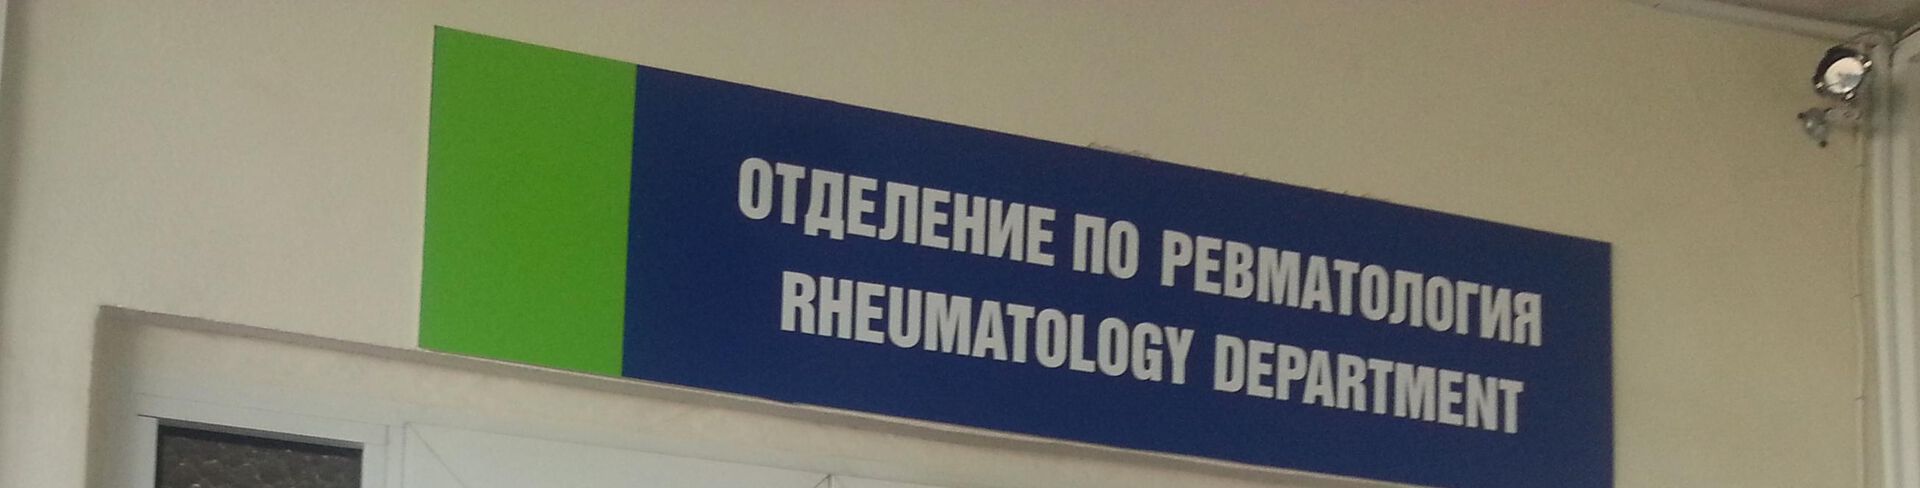 ОТДЕЛЕНИЕ ПО РЕВМАТОЛОГИЯ
RHEUMATOLOGY DEPARTMENT